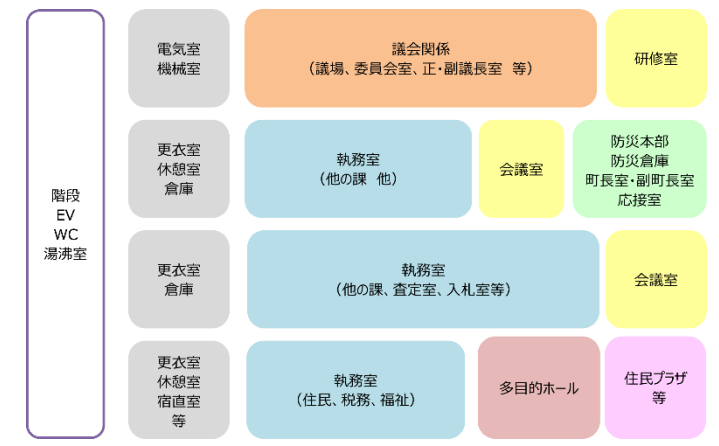 階段
EV
WC
湯沸室
電気室
機械室
議会関係
（議場、委員会室、正・副議長室　等）
研修室
更衣室
休憩室
倉庫
執務室
（他の課　他）
会議室
防災本部
防災倉庫
町長室・副町長室
応接室
更衣室
倉庫
執務室
（他の課、査定室、入札室等）
会議室
更衣室
休憩室
宿直室
等
執務室
（住民、税務、福祉）
多目的ホール
住民プラザ
等